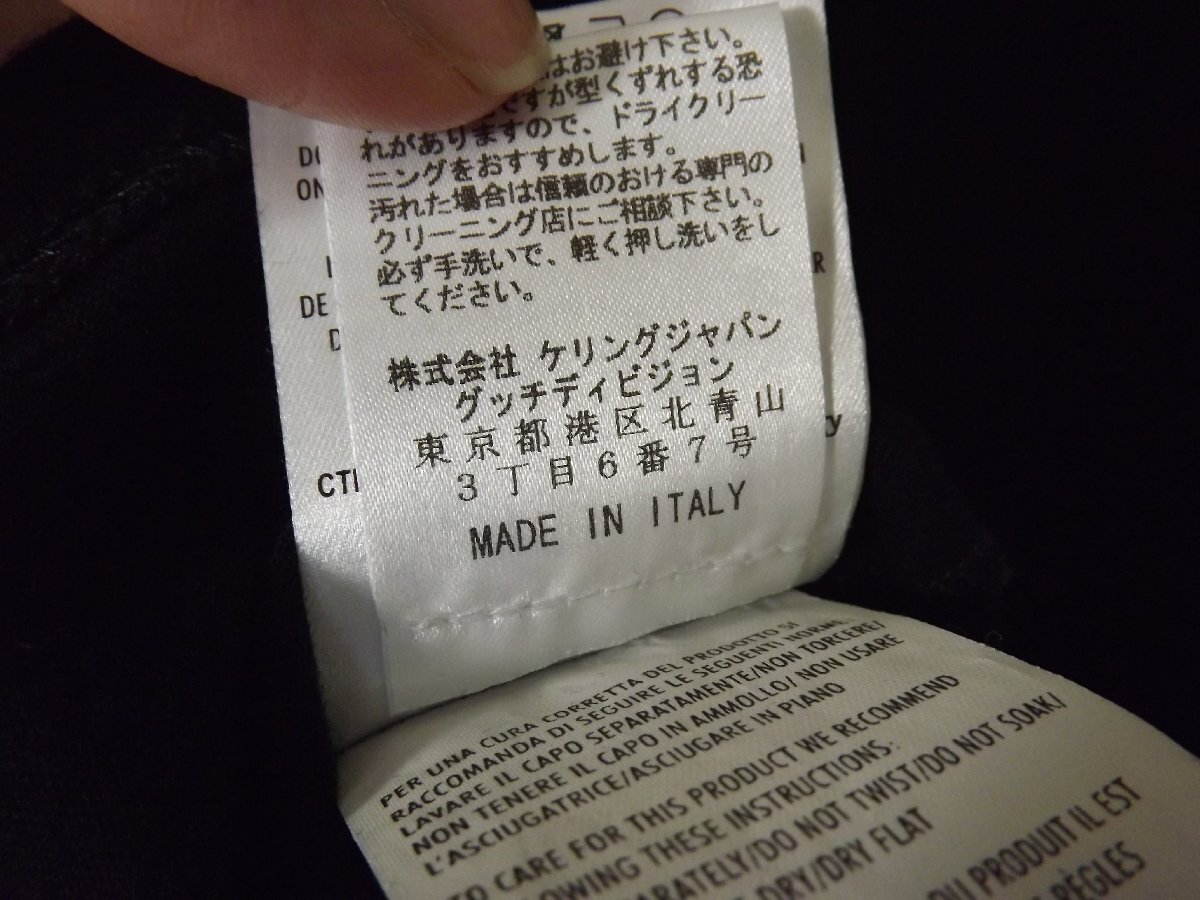 はお避け下さい。
ですが型くずれする恐
れがありますので、ドライクリー
ニングをおすすめします。
汚れた場合は信頼のおける専門の
クリーニング店にご相談下さい。
必ず手洗いで、軽く押し洗いをし
てください。
株式会社 ケリングジャパン
グッチディビジョン
東京都港区北青山
3丁目6番7号
MADE IN ITALY
PER UNA CURA CORRETTA DEL PRODOTTO SI
RACCOMANDA DI SEGUIRE LE SEGUENTI NORME:
LAVARE IL CAPO SEPARATAMENTE/NON TORCERE/
NON TENERE IL CAPO IN AMMOLLO/ NON USARE
L'ASCIUGATRICE/ASCIUGARE IN PIANO
TO CARE FOR THIS PRODUCT WE RECOMMEND
OWING THESE INSTRUCTIONS:
ARATELY/DO NOT TWIST/DO NOT SOAK/
DRY/DRY FLAT
OU PRODUIT IL EST
RÈGLES